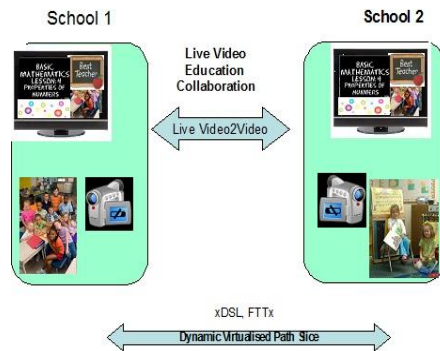 School 1
School 2
Live Video
Education
Collaboration
BASIC
MATHEMATICS
LESSON 4
PROPERTIES OF
NUMBERS
Best
Teacher
BASIC
MATHEMATICS
LESSON 4
PROPERTIES OF
NUMBERS
Best
Teacher
Live Video2Video
xDSL, FTTx
Dynamic Virtualised Path Slice